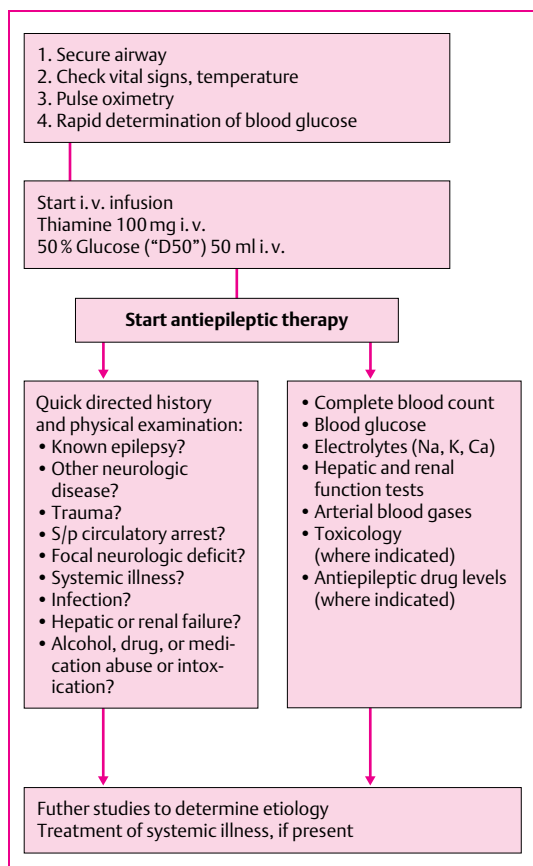 1. Secure airway
2. Check vital signs, temperature
3. Pulse oximetry
4. Rapid determination of blood glucose
Start i. v. infusion
Thiamine 100 mg i. v.
50 % Glucose (“D50”) 50 ml i. v.
Start antiepileptic therapy
Quick directed history
and physical examination:
• Known epilepsy?
• Other neurologic
disease?
• Trauma?
• S/p circulatory arrest?
• Focal neurologic deficit?
• Systemic illness?
• Infection?
• Hepatic or renal failure?
• Alcohol, drug, or medi-
cation abuse or intox-
ication?
• Complete blood count
• Blood glucose
• Electrolytes (Na, K, Ca)
• Hepatic and renal
function tests
• Arterial blood gases
• Toxicology
(where indicated)
• Antiepileptic drug levels
(where indicated)
Futher studies to determine etiology
Treatment of systemic illness, if present